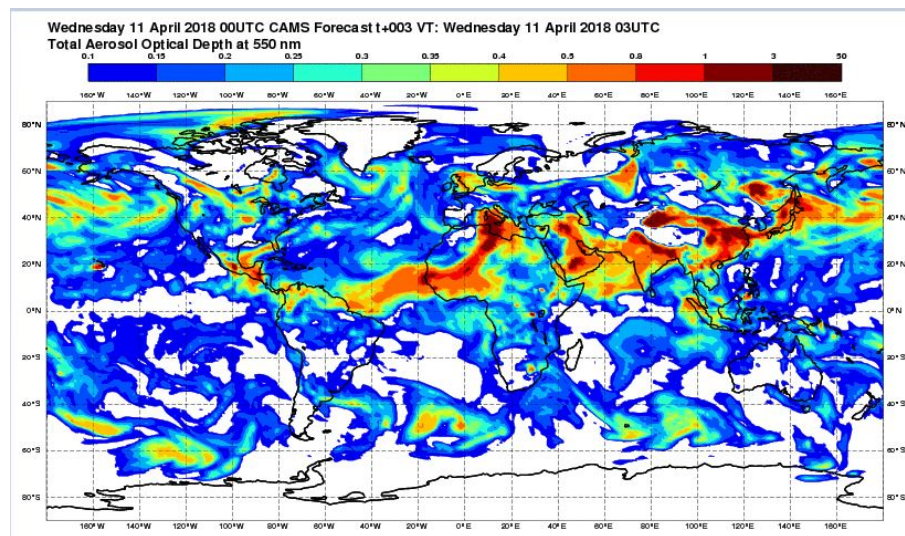 Wednesday 11 April 2018 00UTC CAMS Forecast t+003 VT: Wednesday 11 April 2018 03UTC
Total Aerosol Optical Depth at 550 nm
0.1 0.15 0.2 0.25 0.3 0.35 0.4 0.5 0.8 1 3 50
160°W 140°W 120°W 100°W 80°W 60°W 40°W 20°W 0°E 20°E 40°E 60°E 80°E 100°E 120°E 140°E 160°E
80°N 80°N
60°N 60°N
40°N 40°N
20°N 20°N
0°N 0°N
20°S 20°S
40°S 40°S
60°S 60°S
80°S 80°S
160°W 140°W 120°W 100°W 80°W 60°W 40°W 20°W 0°E 20°E 40°E 60°E 80°E 100°E 120°E 140°E 160°E